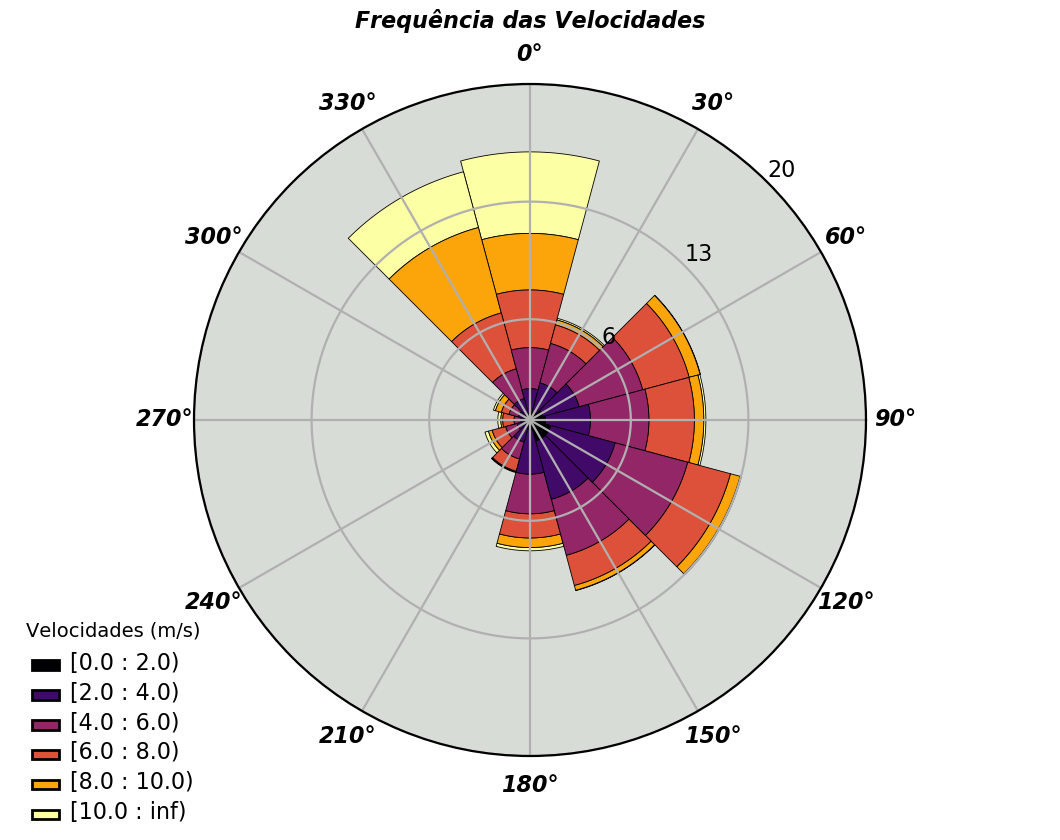 Frequência das Velocidades
0°
330°
30°
20
300°
60°
13
6
270°
90°
240°
120°
210°
150°
180°
Velocidades (m/s)
[0.0 : 2.0)
[2.0 : 4.0)
[4.0 : 6.0)
[6.0 : 8.0)
[8.0 : 10.0)
[10.0 : inf)